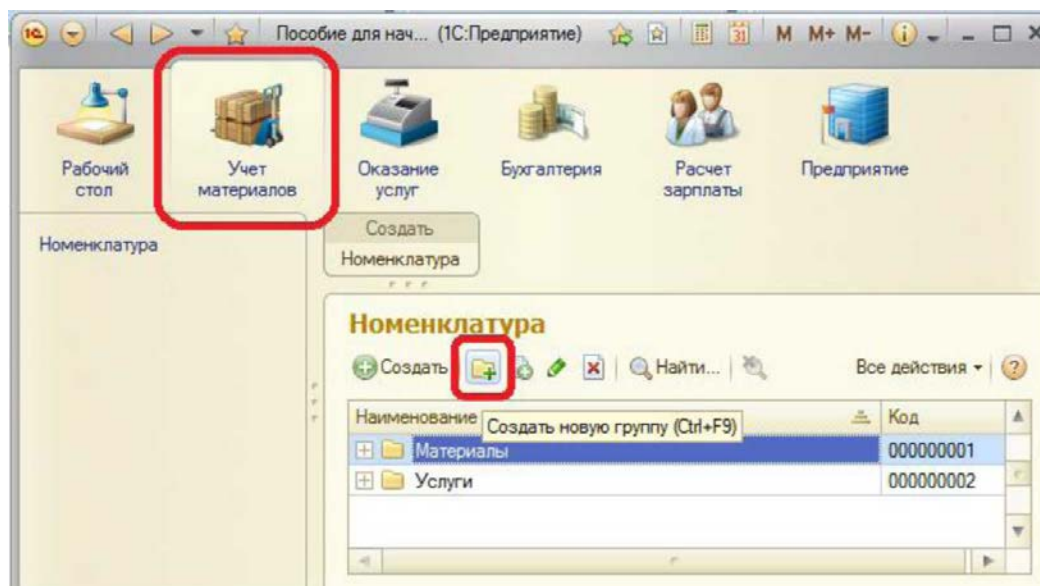 Пособие для нач... (1С:Предприятие) 31 M M+ M-
Рабочий стол
Учет материалов
Оказание услуг
Бухгалтерия
Расчет зарплаты
Предприятие
Номенклатура
Создать
Номенклатура
Номенклатура
Создать Найти... Все действия ?
Наименование Код
Создать новую группу (Ctrl+F9)
Материалы 000000001
Услуги 000000002